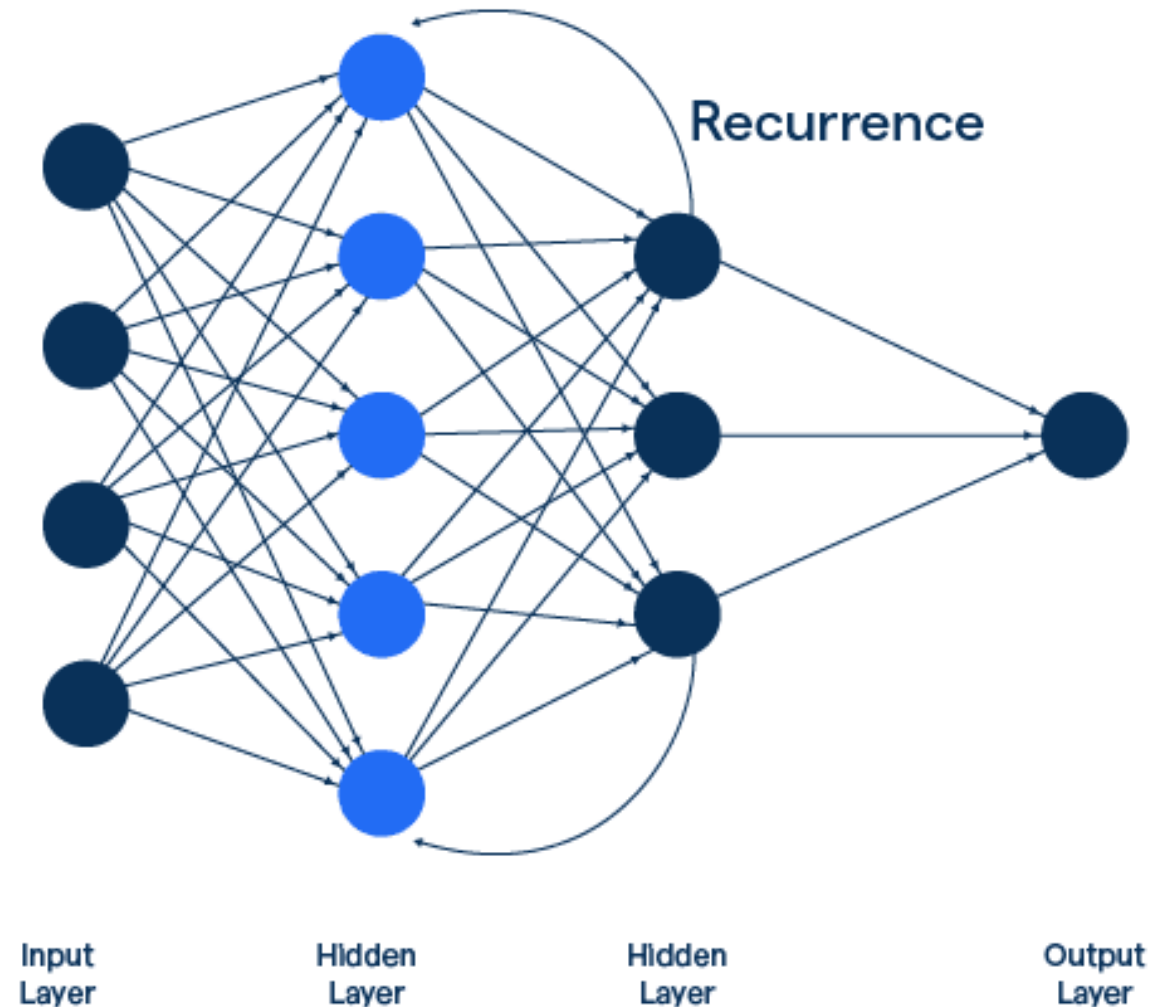 Recurrence
Input
Layer
Hidden
Layer
Hidden
Layer
Output
Layer